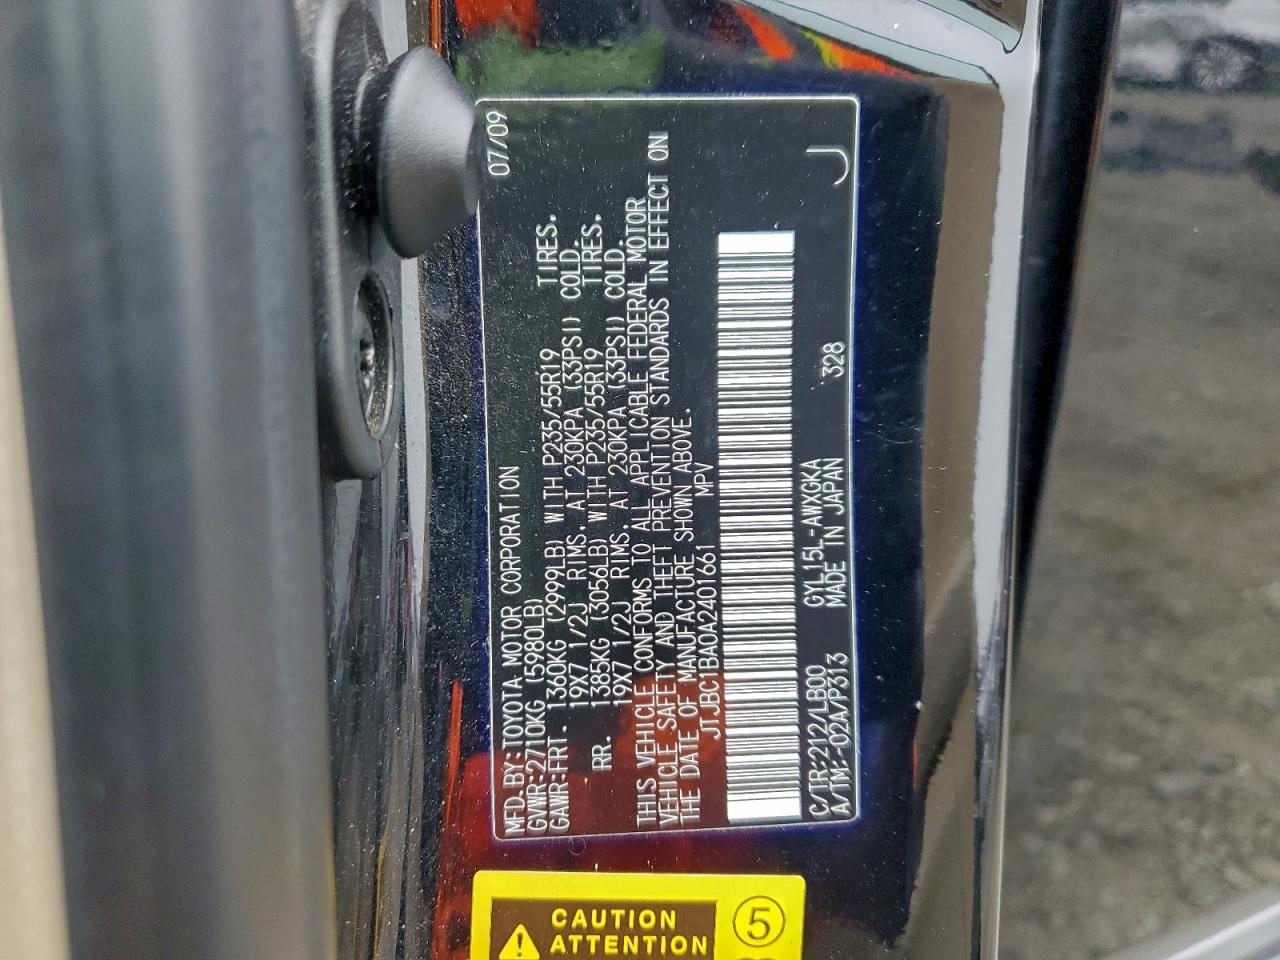 MFD.BY:TOYOTA MOTOR CORPORATION 07/09
GVWR:2710KG (5980LB)
GAWR:FRT. 1360KG (2999LB) WITH P235/55R19 TIRES.
19X7 1/2J RIMS. AT 230KPA (33PSI) COLD.
RR. 1385KG (3056LB) WITH P235/55R19 TIRES.
19X7 1/2J RIMS. AT 230KPA (33PSI) COLD.
THIS VEHICLE CONFORMS TO ALL APPLICABLE FEDERAL MOTOR
VEHICLE SAFETY AND THEFT PREVENTION STANDARDS IN EFFECT ON
THE DATE OF MANUFACTURE SHOWN ABOVE.
JTJBC1BA0A2401661 MPV
C/TR:212/LB00 GYL15L-AWXGKA 328
A/TM:-02A/P313 MADE IN JAPAN J
CAUTION
ATTENTION
5